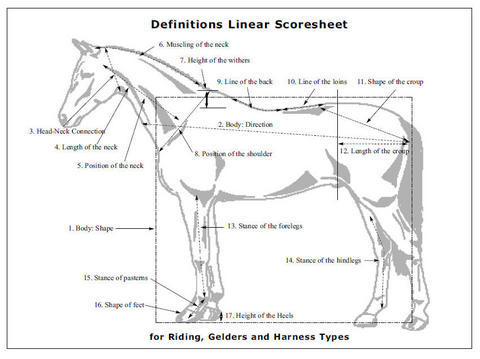 Definitions Linear Scoresheet
6. Muscling of the neck
7. Height of the withers
9. Line of the back
10. Line of the loins
11. Shape of the croup
3. Head-Neck Connection
2. Body: Direction
4. Length of the neck
8. Position of the shoulder
12. Length of the croup
5. Position of the neck
1. Body: Shape
13. Stance of the forelegs
14. Stance of the hindlegs
15. Stance of pasterns
16. Shape of feet
17. Height of the Heels
for Riding, Gelders and Harness Types